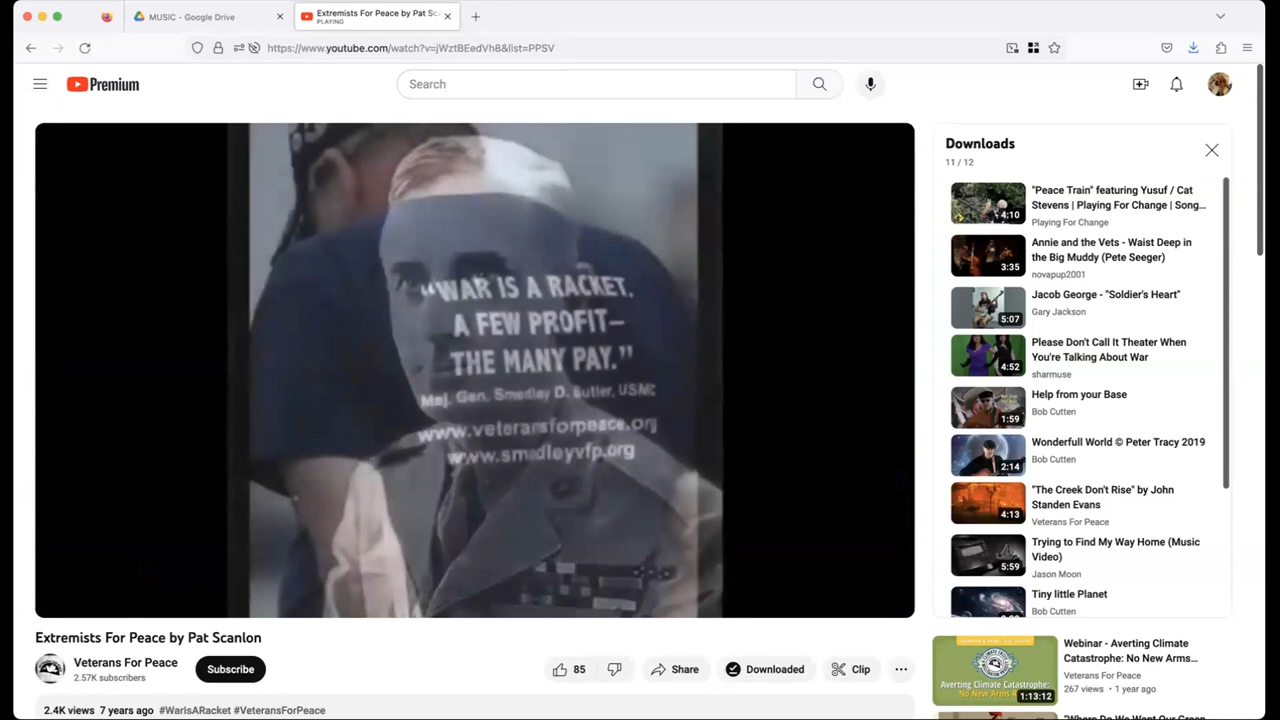 MUSIC - Google Drive
Extremists For Peace by Pat Sc
PLAYING
https://www.youtube.com/watch?v=jWztBEedVh8&list=PPSV
Premium
Search
"WAR IS A RACKET.
A FEW PROFIT–
THE MANY PAY."
Maj. Gen. Smedley D. Butler, USMC
www.veteransforpeace.org
www.smedleyvfp.org
Extremists For Peace by Pat Scanlon
Veterans For Peace
2.57K subscribers
Subscribe
85
Share
Downloaded
Clip
2.4K views 7 years ago #WarIsARacket #VeteransForPeace
Downloads
11 / 12
"Peace Train" featuring Yusuf / Cat
Stevens | Playing For Change | Song...
Playing For Change
4:10
Annie and the Vets - Waist Deep in
the Big Muddy (Pete Seeger)
novapup2001
3:35
Jacob George - "Soldier's Heart"
Gary Jackson
5:07
Please Don't Call It Theater When
You're Talking About War
sharmuse
4:52
Help from your Base
Bob Cutten
1:59
Wonderfull World © Peter Tracy 2019
Bob Cutten
2:14
"The Creek Don't Rise" by John
Standen Evans
Veterans For Peace
4:13
Trying to Find My Way Home (Music
Video)
Jason Moon
5:59
Tiny little Planet
Bob Cutten
Webinar - Averting Climate
Catastrophe: No New Arms...
Veterans For Peace
267 views • 1 year ago
Averting Climate
Catastrophe:
No New Arms
1:13:12